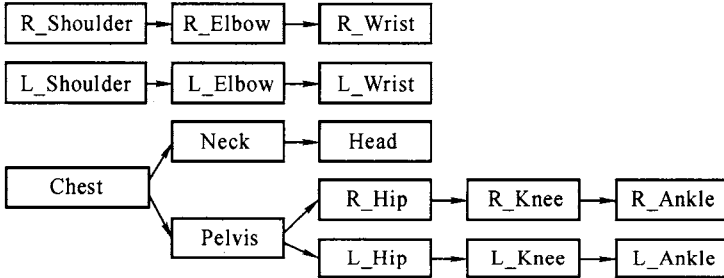 R_Shoulder R_Elbow R_Wrist
L_Shoulder L_Elbow L_Wrist
Neck Head
Chest
R_Hip R_Knee R_Ankle
Pelvis
L_Hip L_Knee L_Ankle